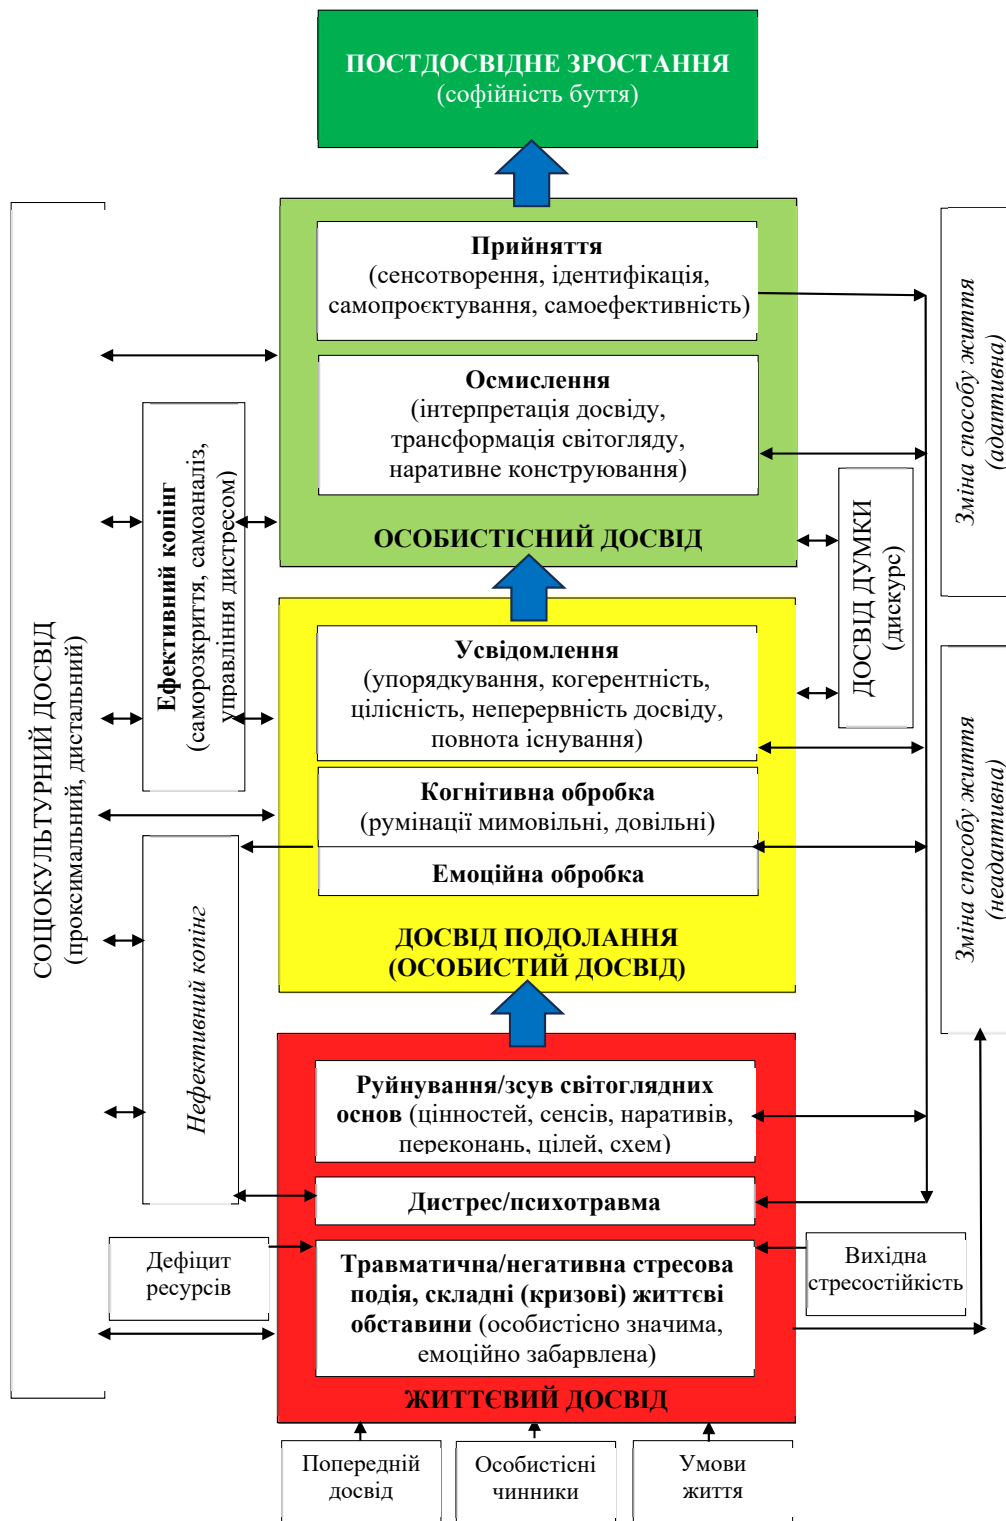 ПОСТДОСВІДНЕ ЗРОСТАННЯ
(софійність буття)
Прийняття
(сенсотворення, ідентифікація,
самопроєктування, самоефективність)
Осмислення
(інтерпретація досвіду,
трансформація світогляду,
наративне конструювання)
ОСОБИСТІСНИЙ ДОСВІД
Усвідомлення
(упорядкування, когерентність,
цілісність, неперервність досвіду,
повнота існування)
Когнітивна обробка
(румінації мимовільні, довільні)
Емоційна обробка
ДОСВІД ПОДОЛАННЯ
(ОСОБИСТИЙ ДОСВІД)
Руйнування/зсув світоглядних
основ (цінностей, сенсів, наративів,
переконань, цілей, схем)
Дистрес/психотравма
Травматична/негативна стресова
подія, складні (кризові) життєві
обставини (особистісно значима,
емоційно забарвлена)
ЖИТТЄВИЙ ДОСВІД
СОЦІОКУЛЬТУРНИЙ ДОСВІД
(проксимальний, дистальний)
Ефективний копінг
(саморозкриття, самоаналіз,
управління дистресом)
Нефективний копінг
Дефіцит
ресурсів
ДОСВІД ДУМКИ
(дискурс)
Зміна способу життя
(адаптивна)
Зміна способу життя
(неадаптивна)
Вихідна
стресостійкість
Попередній
досвід
Особистісні
чинники
Умови
життя